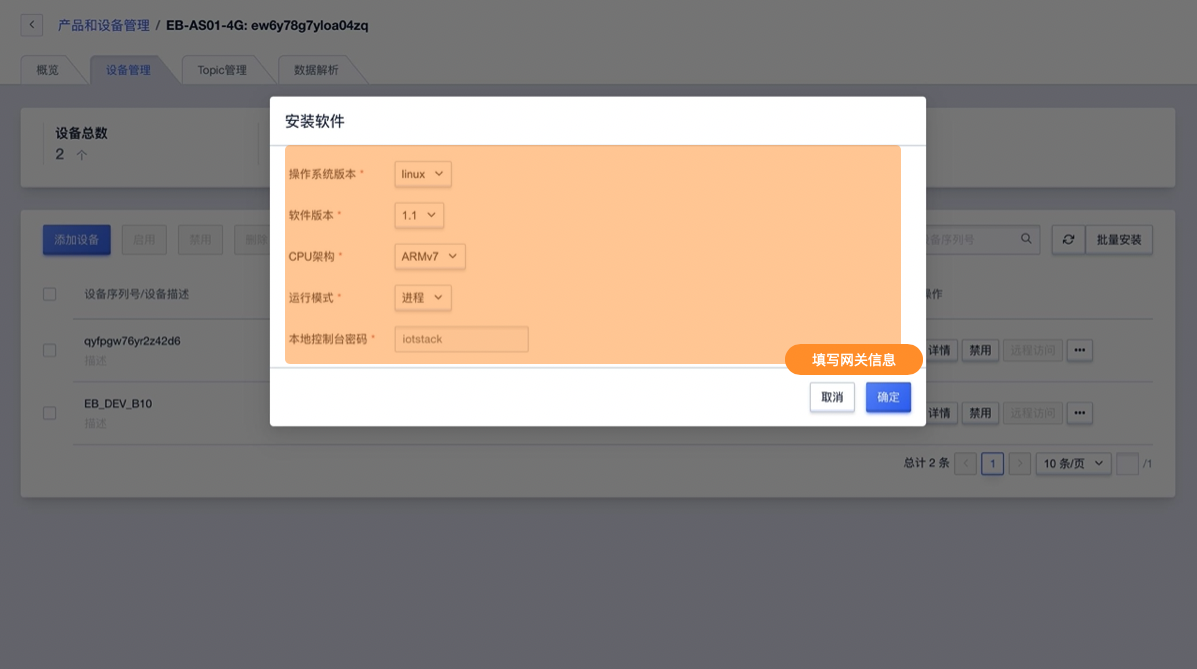 产品和设备管理 / EB-AS01-4G: ew6y78g7yloa04zq
概览 设备管理 Topic管理 数据解析
设备总数
2 个
安装软件
操作系统版本 * linux
软件版本 * 1.1
CPU架构 * ARMv7
运行模式 * 进程
本地控制台密码 * iotstack
填写网关信息
取消 确定
添加设备 启用 禁用 删除
备序列号 批量安装
设备序列号/设备描述 操作
qyfpgw76yr2z42d6
描述
详情 禁用 远程访问 •••
EB_DEV_B10
描述
详情 禁用 远程访问 •••
总计 2 条 < 1 > 10 条/页 /1